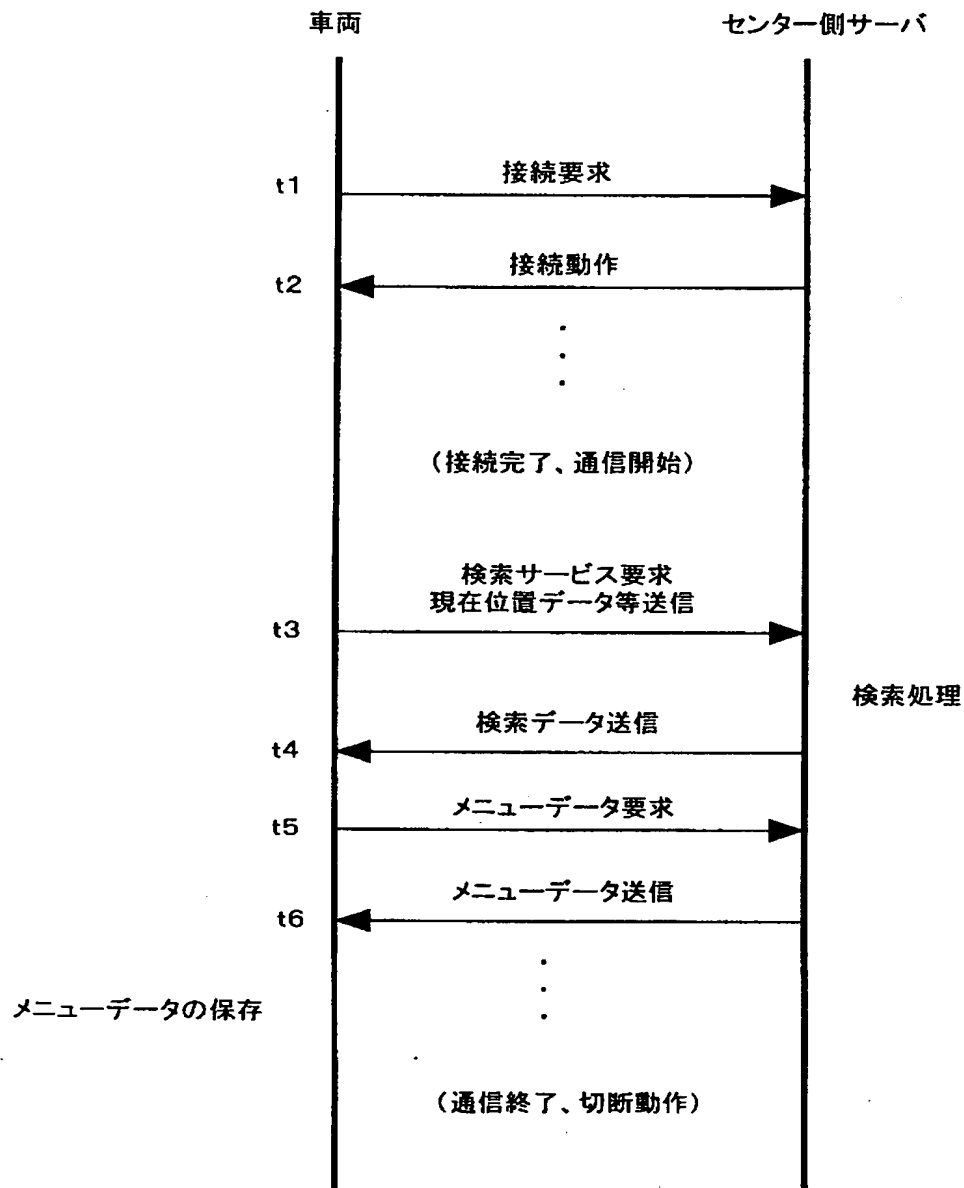 車両
センター側サーバ
接続要求
t1
接続動作
t2
(接続完了、通信開始)
検索サービス要求
現在位置データ等送信
t3
検索処理
検索データ送信
t4
メニューデータ要求
t5
メニューデータ送信
t6
メニューデータの保存
(通信終了、切断動作)